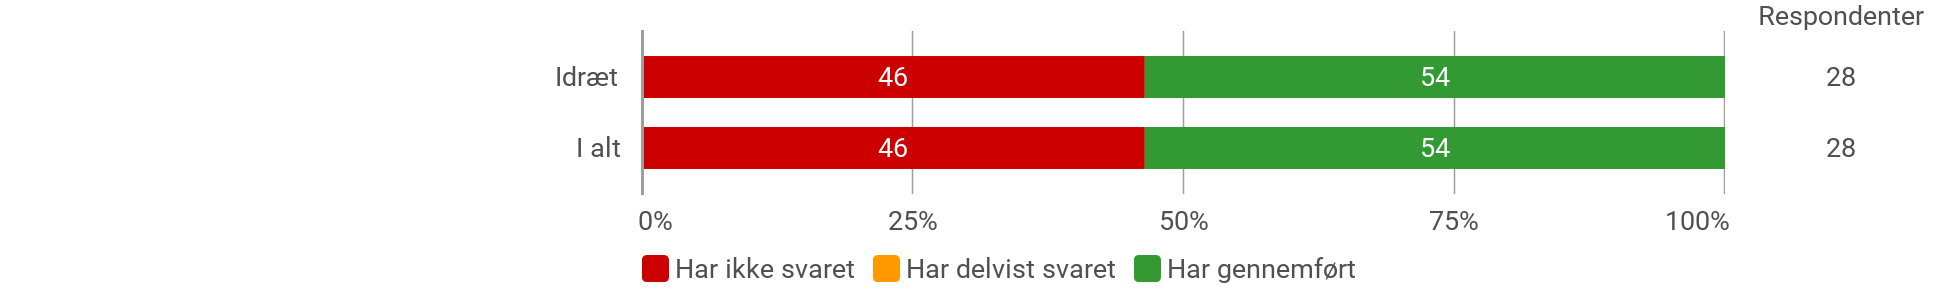 Respondenter
Idræt 46 54 28
I alt 46 54 28
0% 25% 50% 75% 100%
Har ikke svaret Har delvist svaret Har gennemført